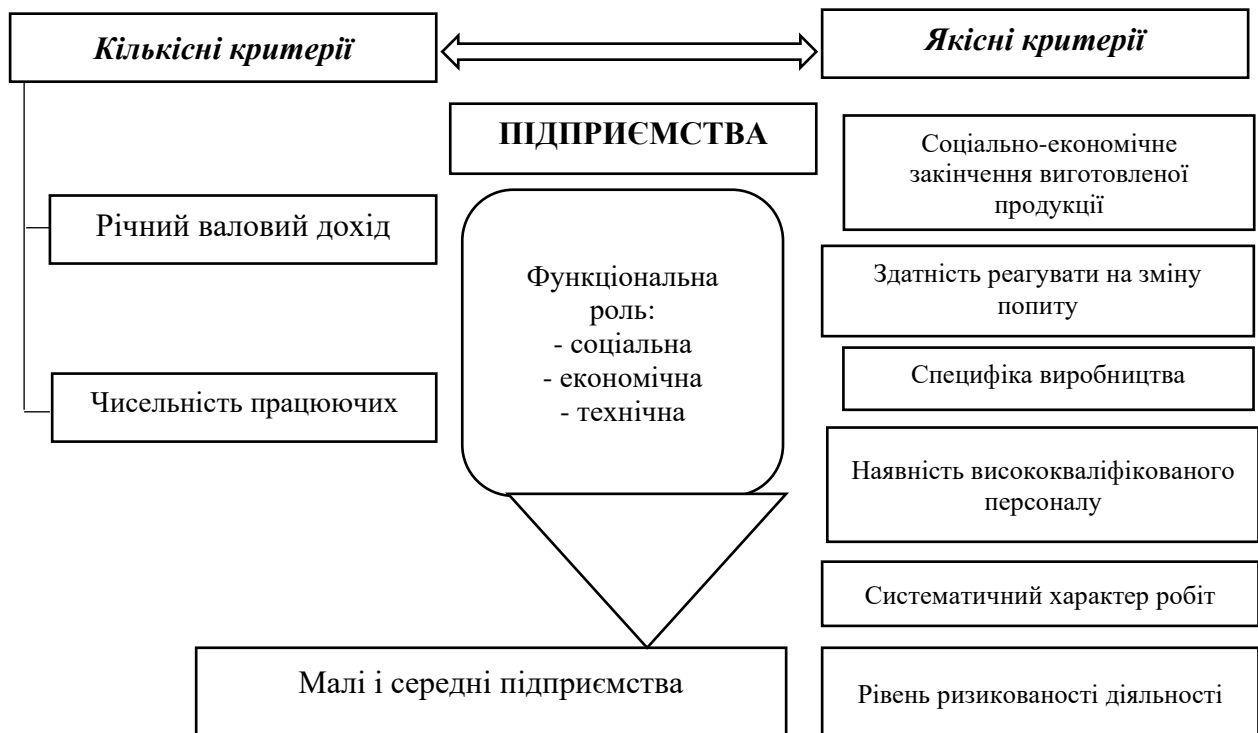 Кількісні критерії
Якісні критерії
ПІДПРИЄМСТВА
Річний валовий дохід
Чисельність працюючих
Функціональна
роль:
- соціальна
- економічна
- технічна
Соціально-економічне
закінчення виготовленої
продукції
Здатність реагувати на зміну
попиту
Специфіка виробництва
Наявність висококваліфікованого
персоналу
Систематичний характер робіт
Малі і середні підприємства
Рівень ризикованості діяльності